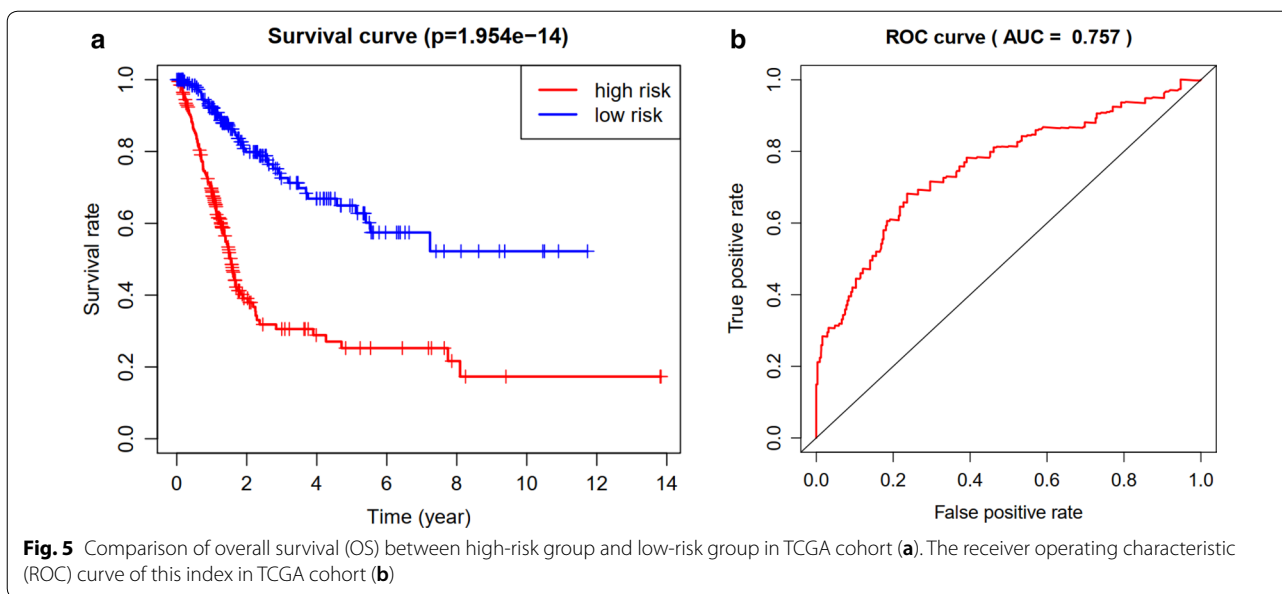 a
Survival curve (p=1.954e−14)
high risk
low risk
Survival rate
1.0
0.8
0.6
0.4
0.2
0.0
0 2 4 6 8 10 12 14
Time (year)
b
ROC curve ( AUC = 0.757 )
True positive rate
1.0
0.8
0.6
0.4
0.2
0.0
0.0 0.2 0.4 0.6 0.8 1.0
False positive rate
Fig. 5 Comparison of overall survival (OS) between high-risk group and low-risk group in TCGA cohort (a). The receiver operating characteristic
(ROC) curve of this index in TCGA cohort (b)